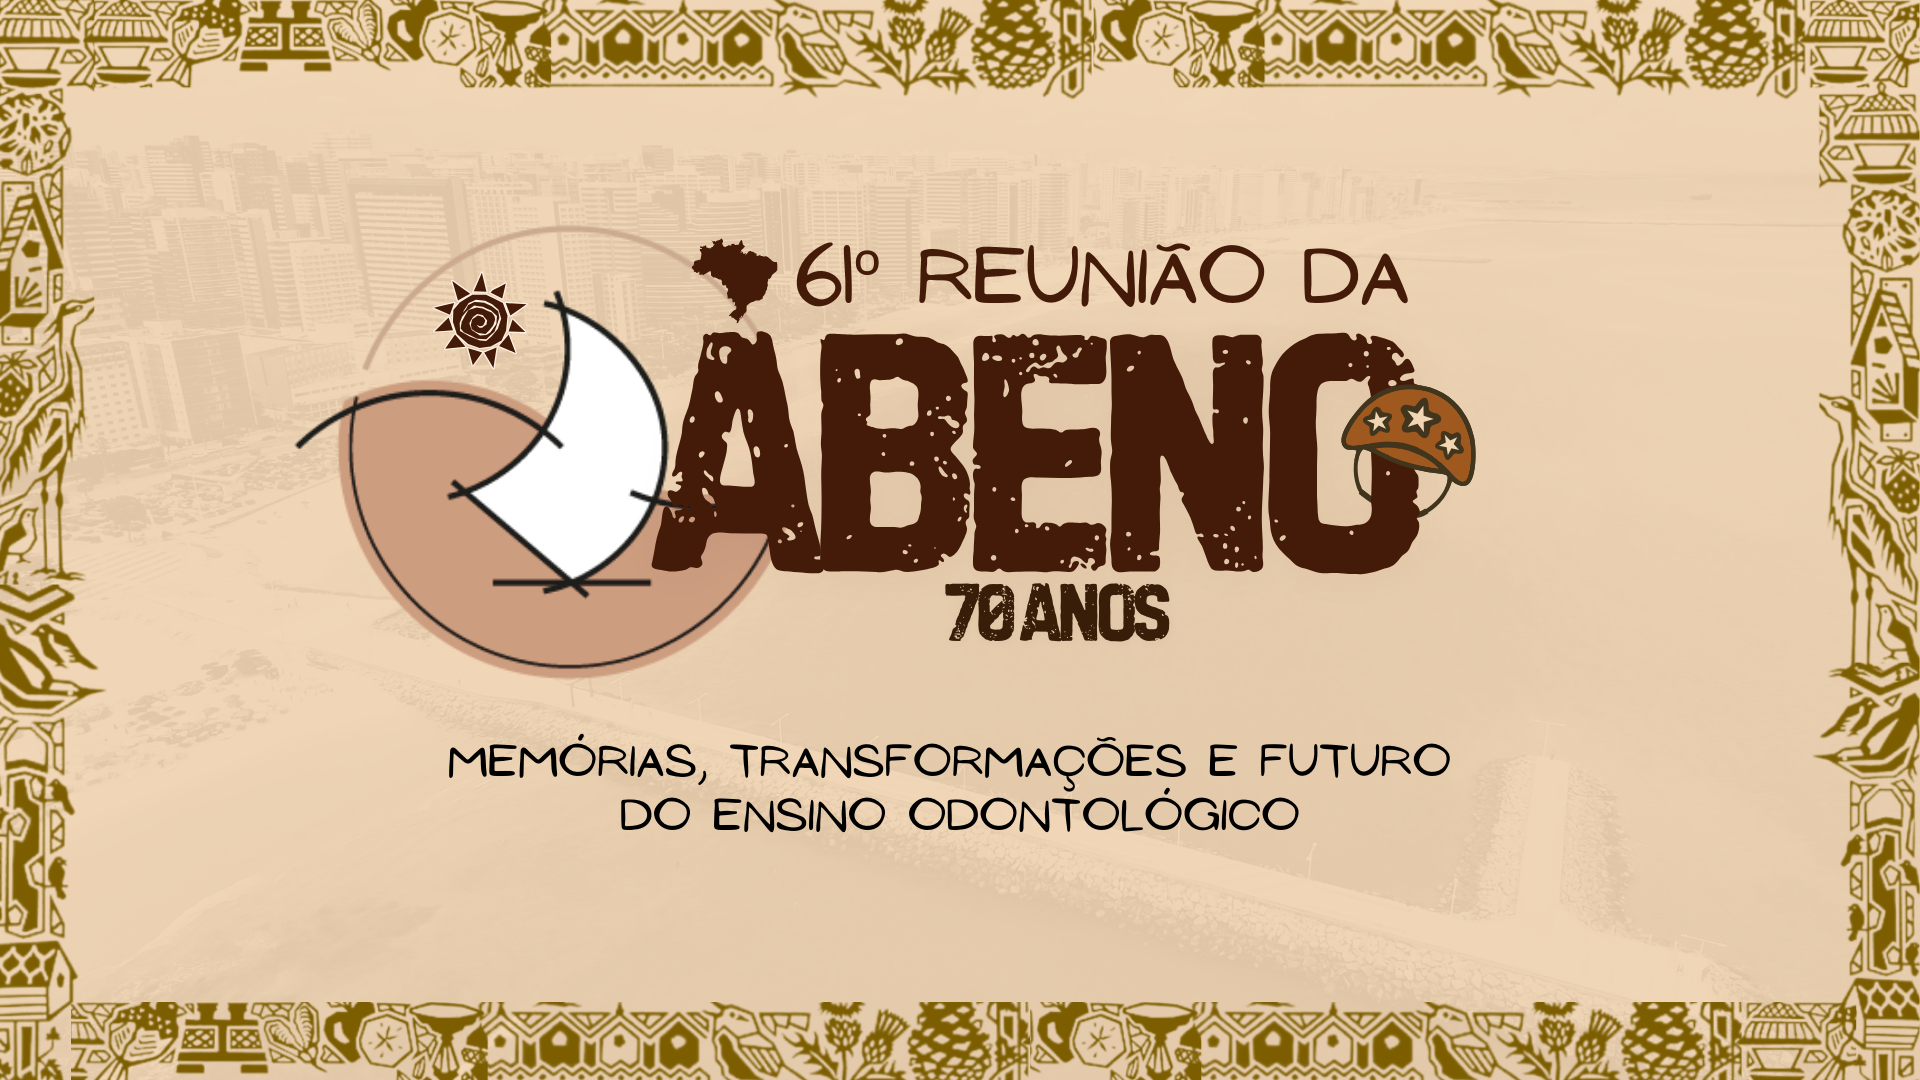 61º REUNIÃO DA
ABENO
70 ANOS
MEMÓRIAS, TRANSFORMAÇÕES E FUTURO
DO ENSINO ODONTOLÓGICO